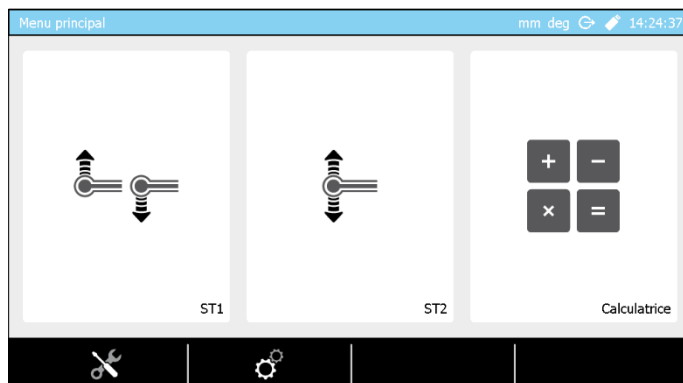 Menu principal
mm deg 14:24:37
ST1
ST2
+ −
× =
Calculatrice